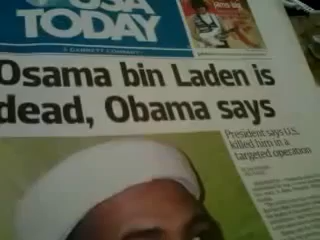 USA
TODAY
Osama bin Laden is
dead, Obama says
President says U.S.
killed him in a
targeted operation